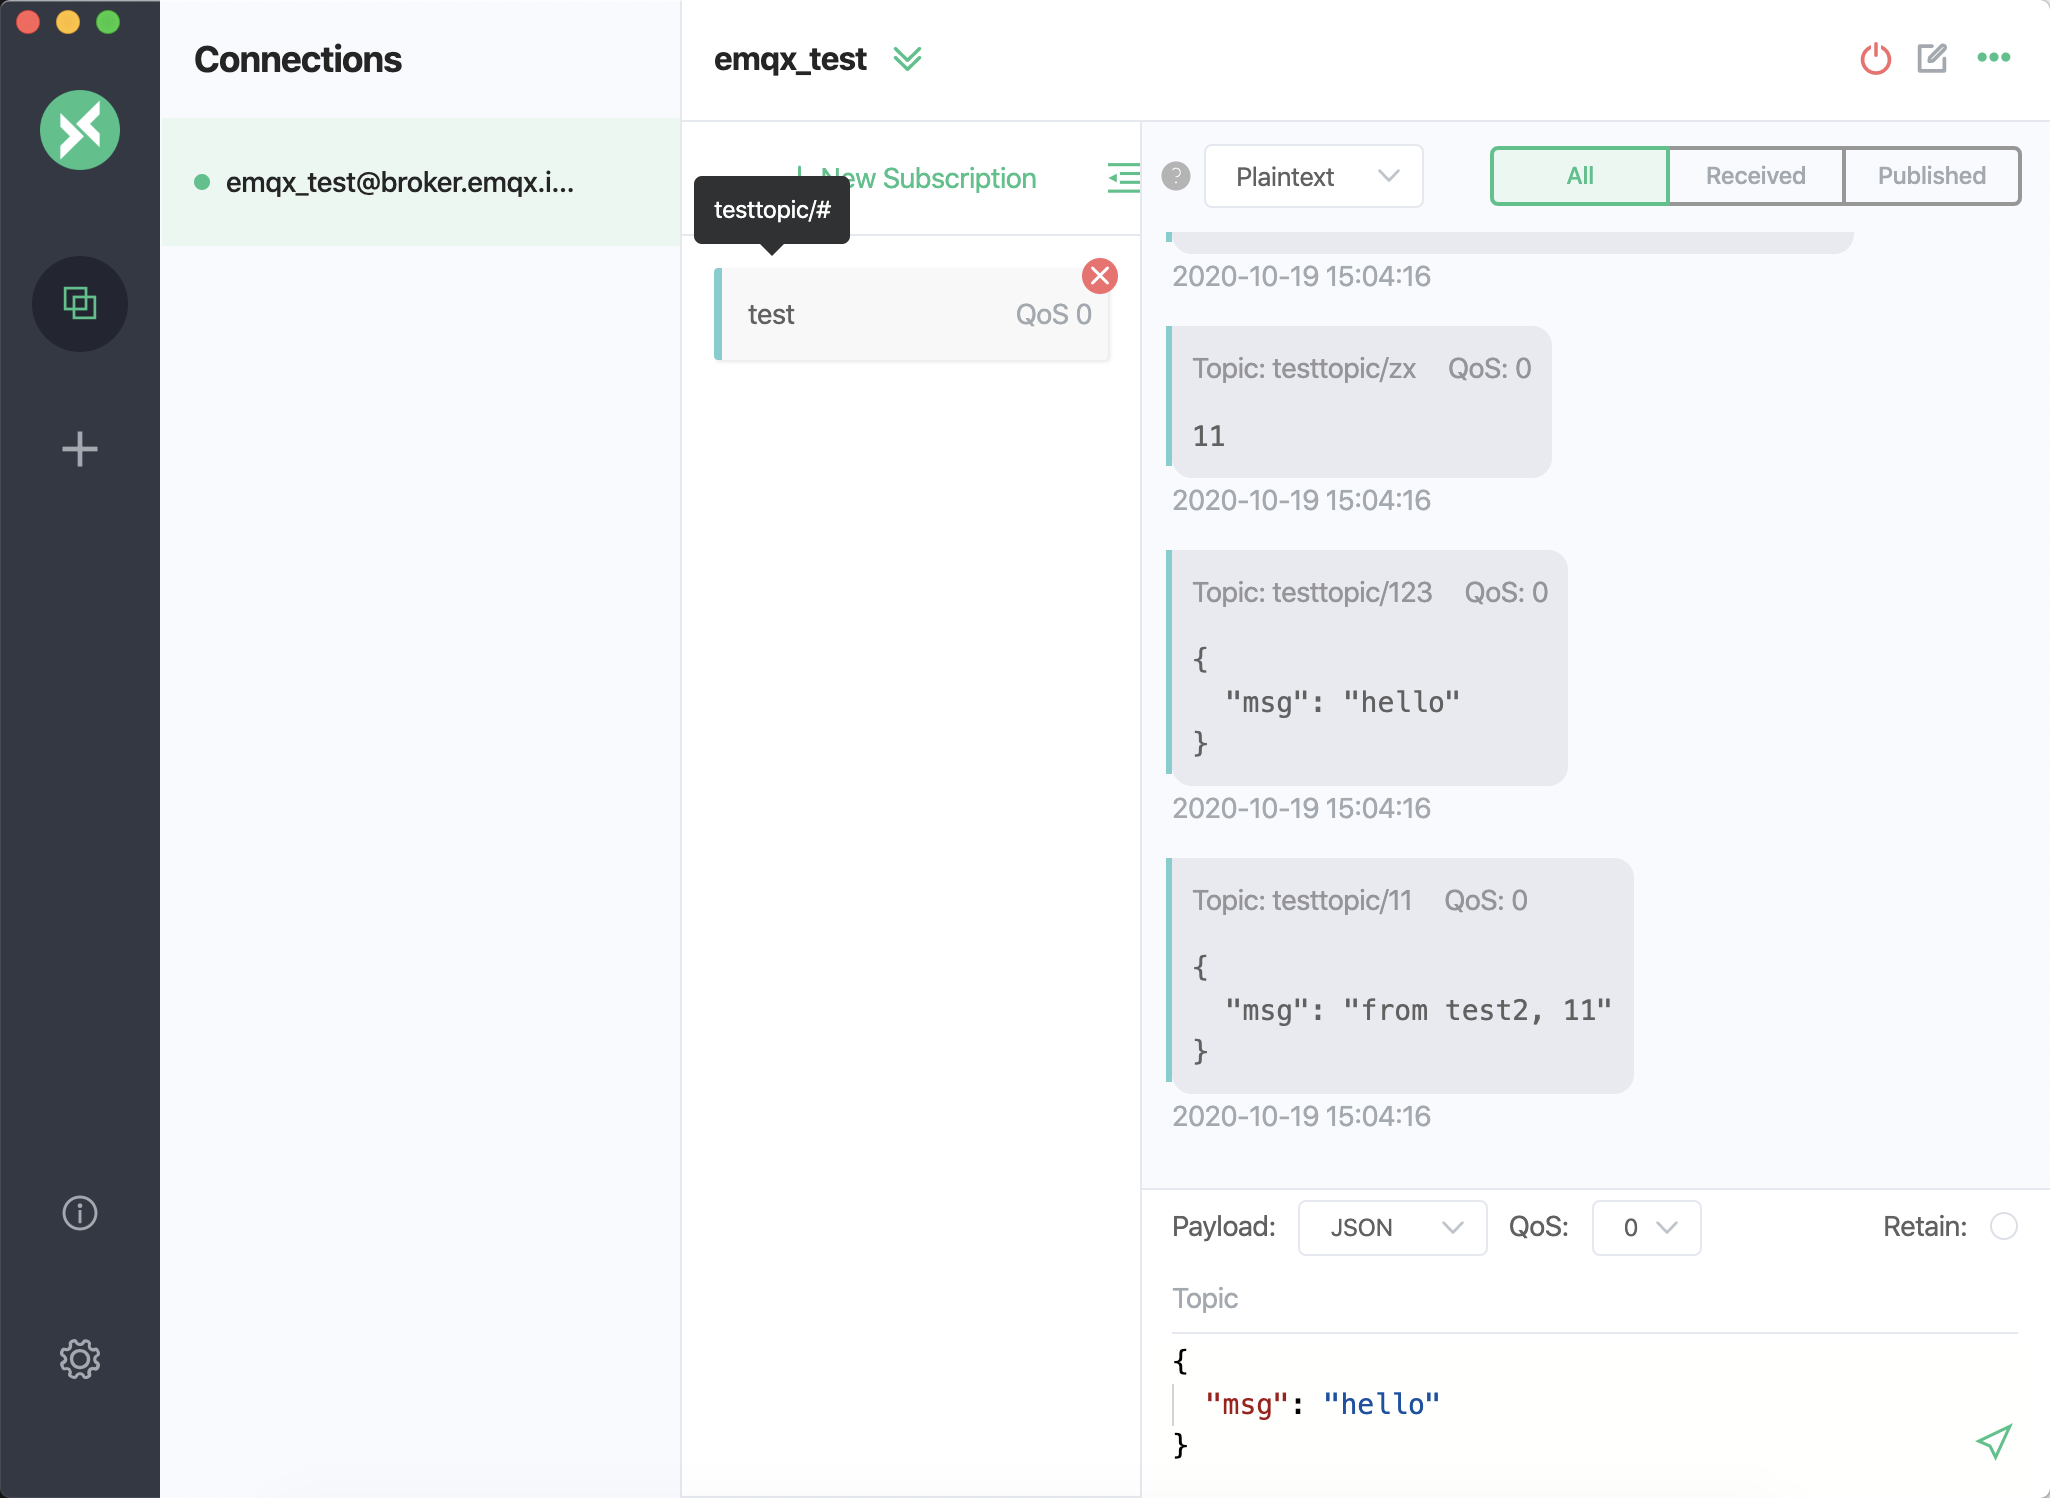 Connections
emqx_test@broker.emqx.i...
emqx_test
New Subscription
testtopic/#
test QoS 0
? Plaintext All Received Published
2020-10-19 15:04:16
Topic: testtopic/zx QoS: 0
11
2020-10-19 15:04:16
Topic: testtopic/123 QoS: 0
{
"msg": "hello"
}
2020-10-19 15:04:16
Topic: testtopic/11 QoS: 0
{
"msg": "from test2, 11"
}
2020-10-19 15:04:16
Payload: JSON QoS: 0 Retain:
Topic
{
"msg": "hello"
}